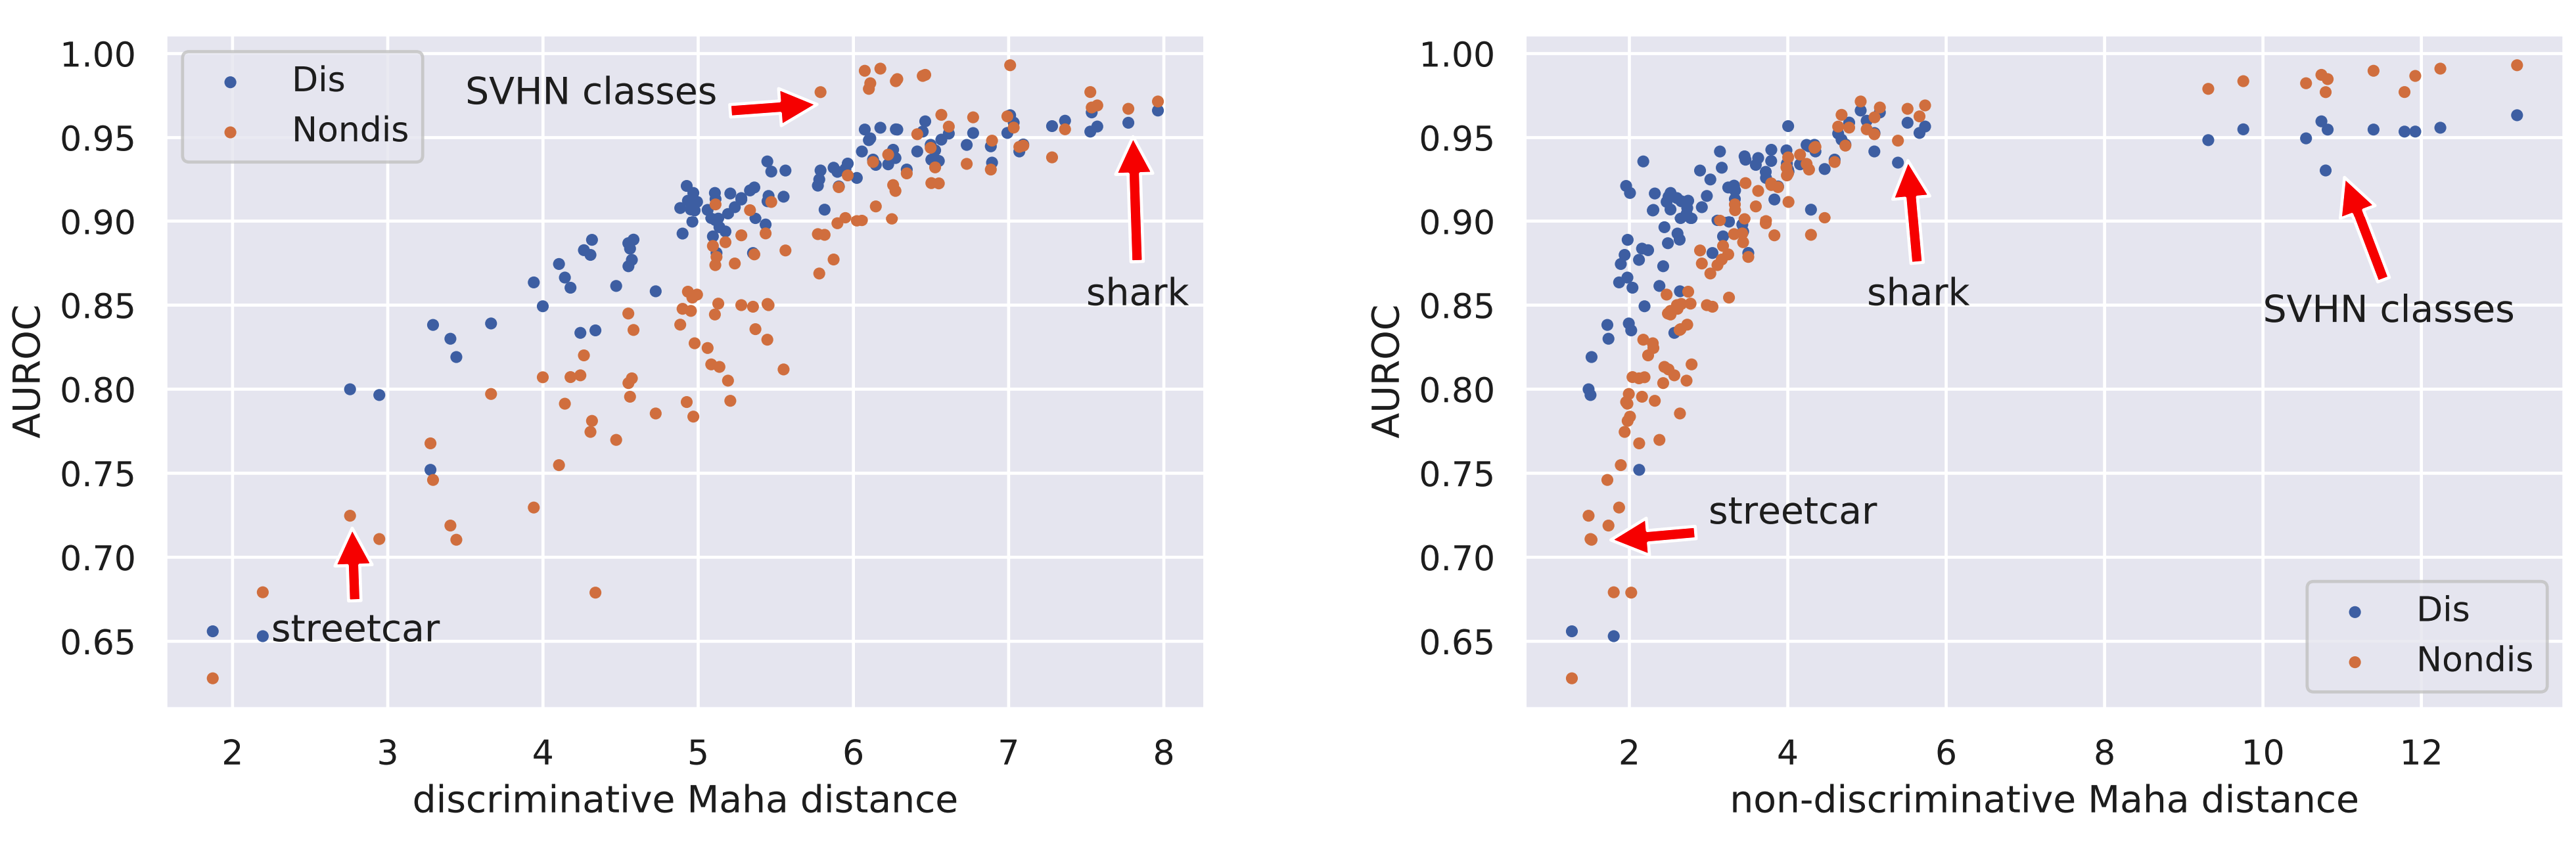 1.00
0.95
0.90
0.85
0.80
0.75
0.70
0.65
AUROC
Dis
Nondis
SVHN classes
shark
streetcar
2 3 4 5 6 7 8
discriminative Maha distance
1.00
0.95
0.90
0.85
0.80
0.75
0.70
0.65
AUROC
shark
SVHN classes
streetcar
Dis
Nondis
2 4 6 8 10 12
non-discriminative Maha distance